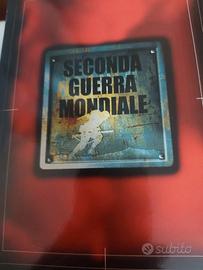 SECONDA
GUERRA
MONDIALE
subito